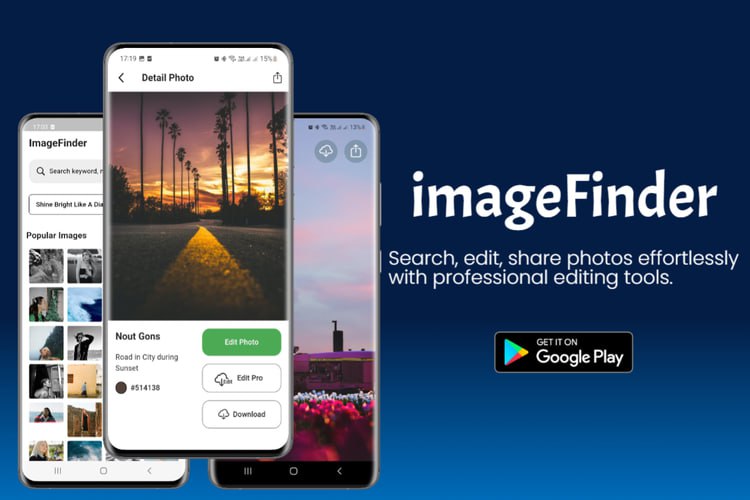 17:19
15%
Detail Photo
17:20
13%
ImageFinder
Search keyword,
Shine Bright Like A Dia
Popular Images
Nout Gons
Road in City during
Sunset
#514138
Edit Photo
Edit Pro
Download
imageFinder
Search, edit, share photos effortlessly
with professional editing tools.
GET IT ON
Google Play